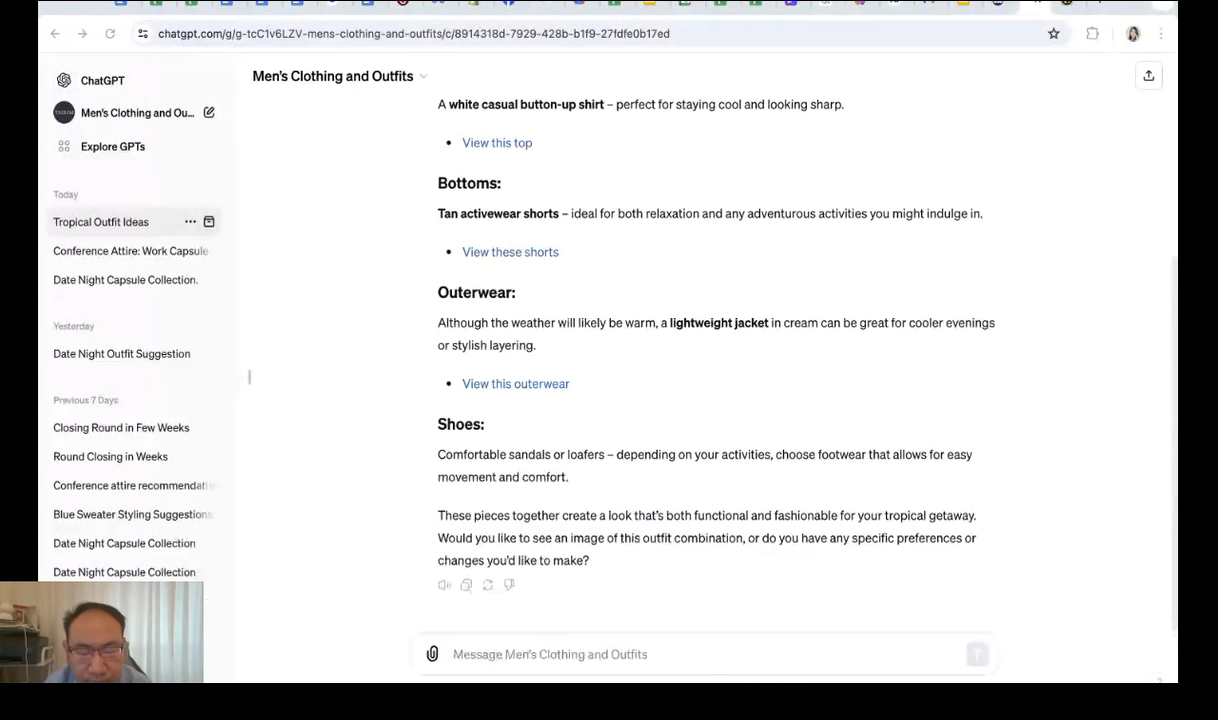 chatgpt.com/g/g-tcC1v6LZV-mens-clothing-and-outfits/c/8914318d-7929-428b-b1f9-27fdfe0b17ed
ChatGPT
Men's Clothing and Ou...
Explore GPTs
Today
Tropical Outfit Ideas
Conference Attire: Work Capsule
Date Night Capsule Collection.
Yesterday
Date Night Outfit Suggestion
Previous 7 Days
Closing Round in Few Weeks
Round Closing in Weeks
Conference attire recommendati
Blue Sweater Styling Suggestions
Date Night Capsule Collection
Date Night Capsule Collection
Men's Clothing and Outfits
A white casual button-up shirt – perfect for staying cool and looking sharp.
• View this top
Bottoms:
Tan activewear shorts – ideal for both relaxation and any adventurous activities you might indulge in.
• View these shorts
Outerwear:
Although the weather will likely be warm, a lightweight jacket in cream can be great for cooler evenings
or stylish layering.
• View this outerwear
Shoes:
Comfortable sandals or loafers – depending on your activities, choose footwear that allows for easy
movement and comfort.
These pieces together create a look that's both functional and fashionable for your tropical getaway.
Would you like to see an image of this outfit combination, or do you have any specific preferences or
changes you'd like to make?
Message Men's Clothing and Outfits